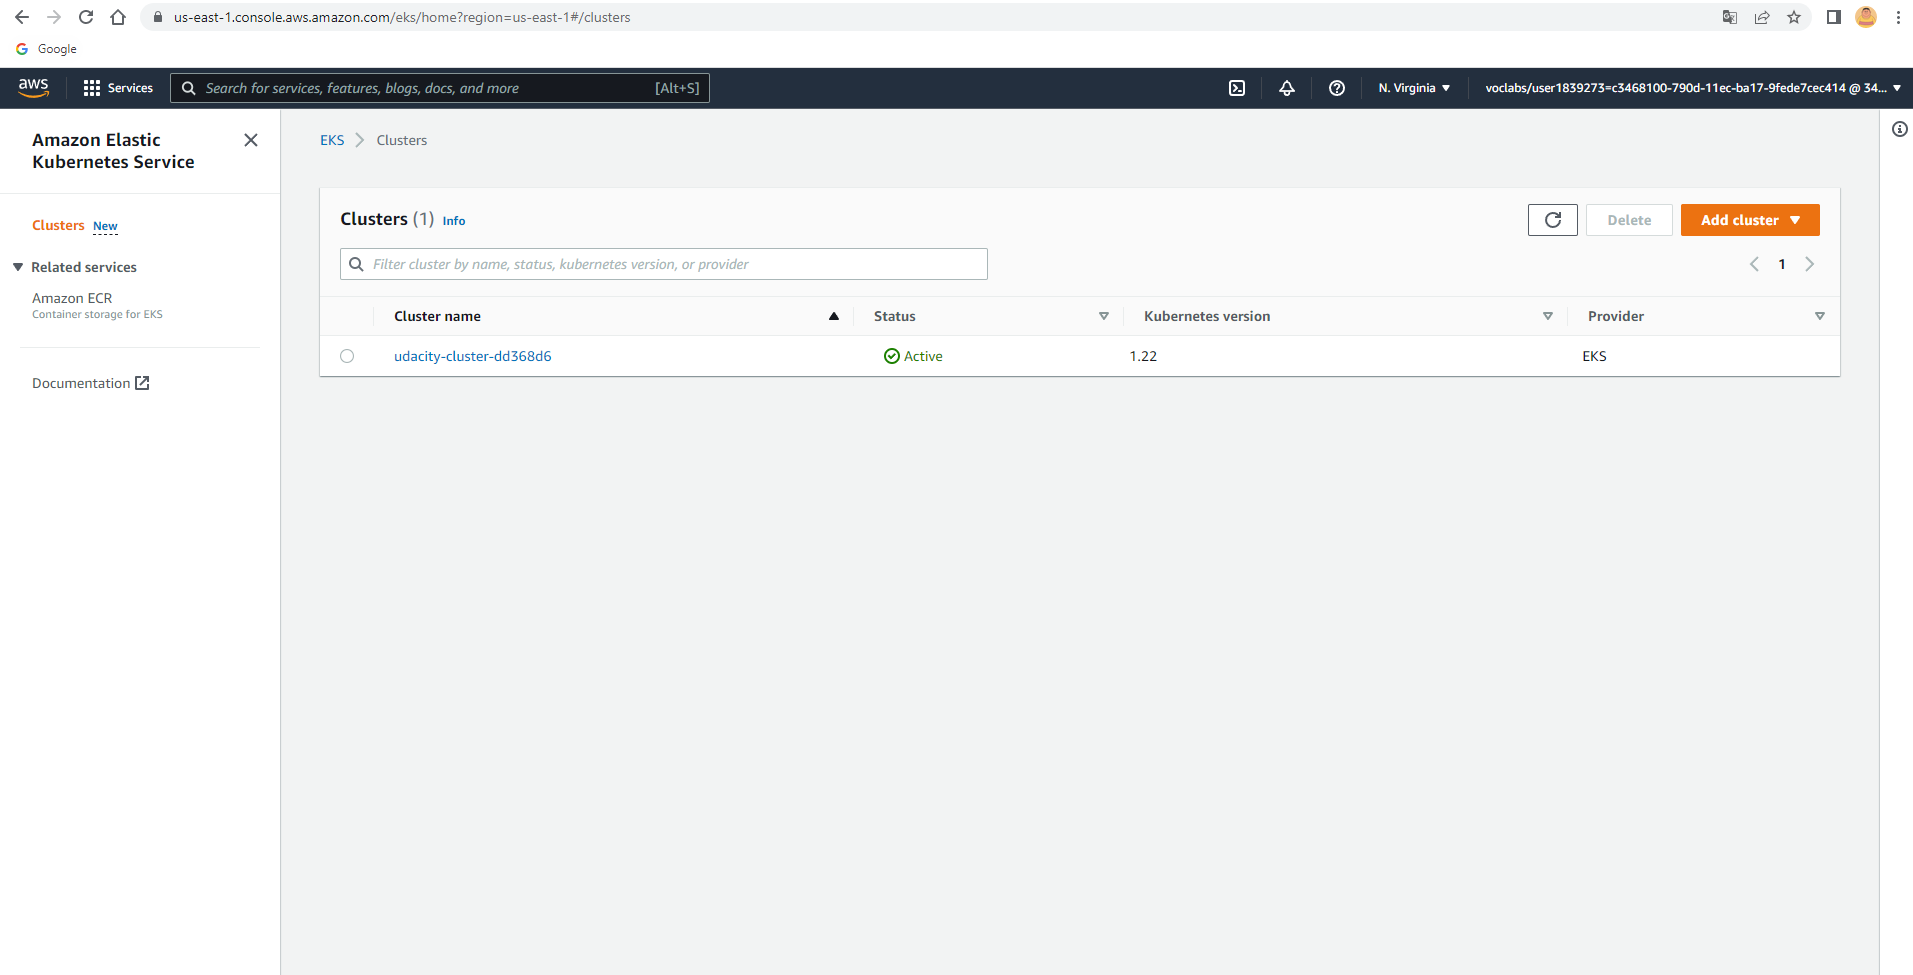 us-east-1.console.aws.amazon.com/eks/home?region=us-east-1#/clusters
Google
aws
Services
Search for services, features, blogs, docs, and more
[Alt+S]
N. Virginia
voclabs/user1839273=c3468100-790d-11ec-ba17-9fede7cec414 @ 34...
Amazon Elastic
Kubernetes Service
Clusters New
Related services
Amazon ECR
Container storage for EKS
Documentation
EKS Clusters
Clusters (1) Info
Delete
Add cluster
Filter cluster by name, status, kubernetes version, or provider
1
Cluster name Status Kubernetes version Provider
udacity-cluster-dd368d6 Active 1.22 EKS